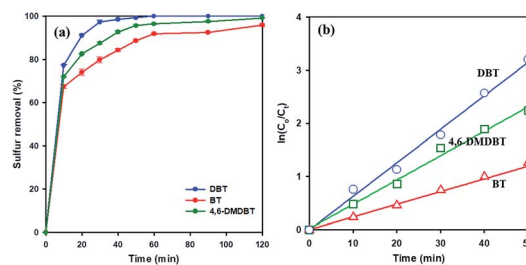 (a)
Sulfur removal (%)
100
80
60
40
20
0
DBT
BT
4,6-DMDBT
0 20 40 60 80 100 120
Time (min)
(b)
ln(C₀/Cₜ)
4
3
2
1
0
DBT
4,6-DMDBT
BT
0 10 20 30 40 50
Time (min)